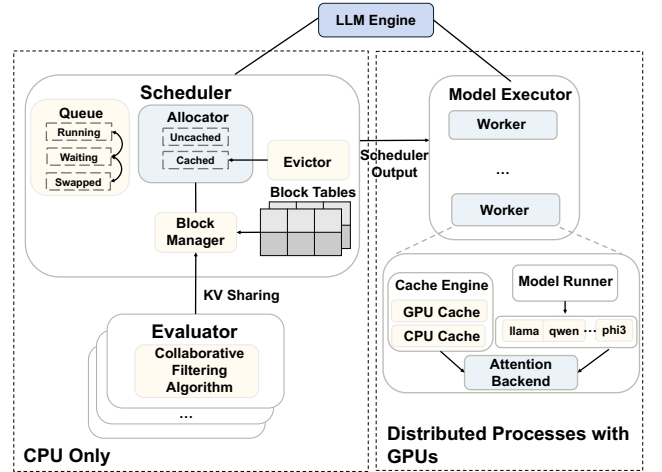 LLM Engine
Scheduler
Queue
Running
Waiting
Swapped
Allocator
Uncached
Cached
Evictor
Block Tables
Block
Manager
KV Sharing
Evaluator
Collaborative
Filtering
Algorithm
...
CPU Only
Scheduler
Output
Model Executor
Worker
...
Worker
Cache Engine
GPU Cache
CPU Cache
Model Runner
llama qwen ... phi3
Attention
Backend
Distributed Processes with
GPUs